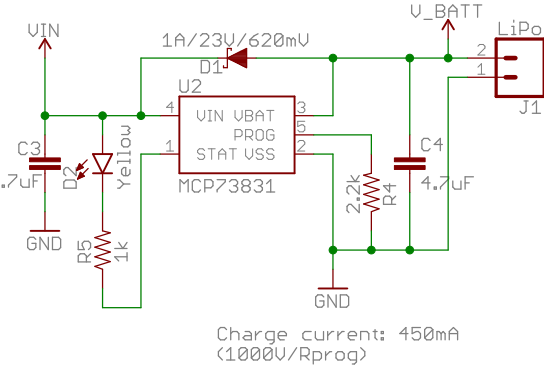 V_BATT
VIN
1A/23V/620mV
LiPo
D1
2
1
J1
U2
4 VIN VBAT 3
PROG 5
1 STAT VSS 2
MCP73831
C3
.7uF
D2
Yellow
C4
4.7uF
2.2k
R4
GND
R5
1k
GND
Charge current: 450mA
(1000V/Rprog)